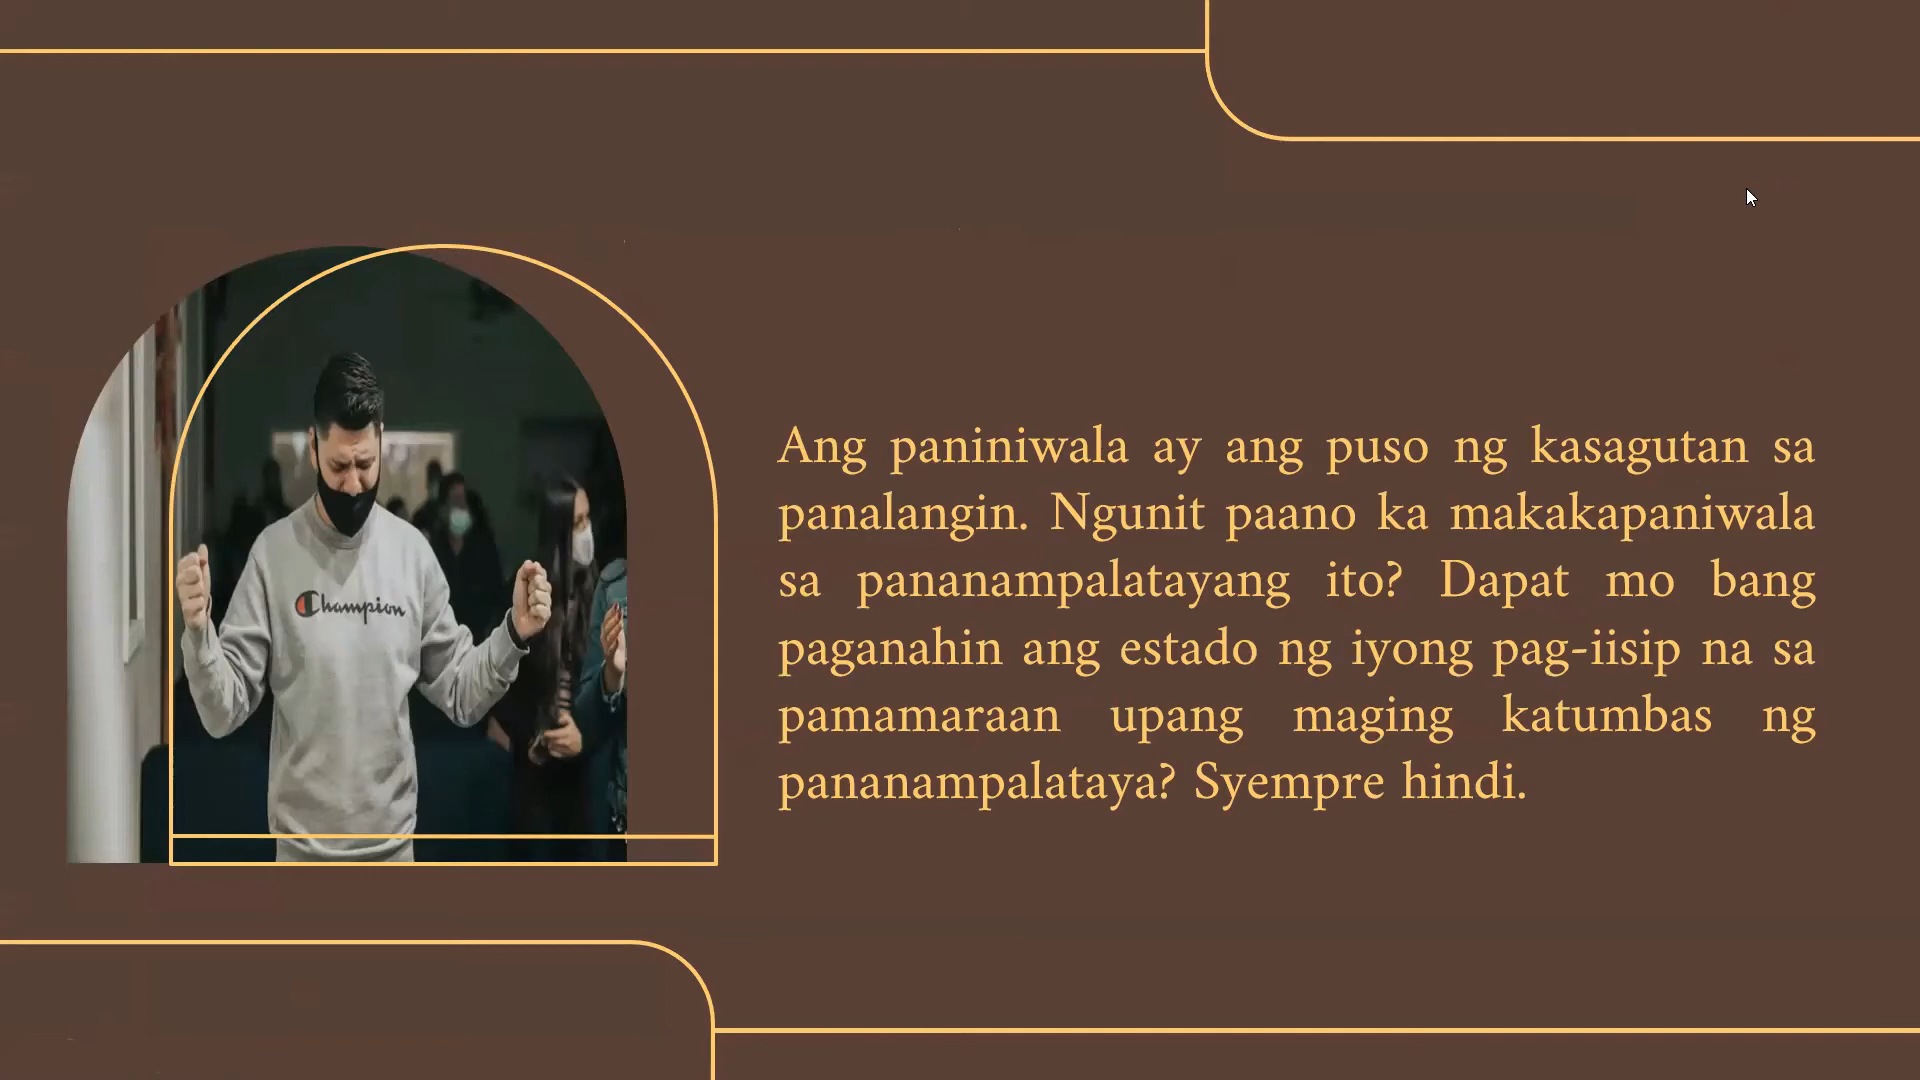 Champion
Ang paniniwala ay ang puso ng kasagutan sa
panalangin. Ngunit paano ka makakapaniwala
sa pananampalatayang ito? Dapat mo bang
paganahin ang estado ng iyong pag-iisip na sa
pamamaraan upang maging katumbas ng
pananampalataya? Syempre hindi.